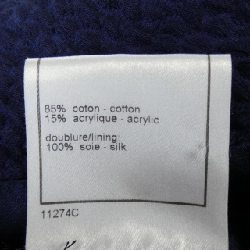 85% coton - cotton
15% acrylique - acrylic
doublure/lining:
100% soie - silk
11274C